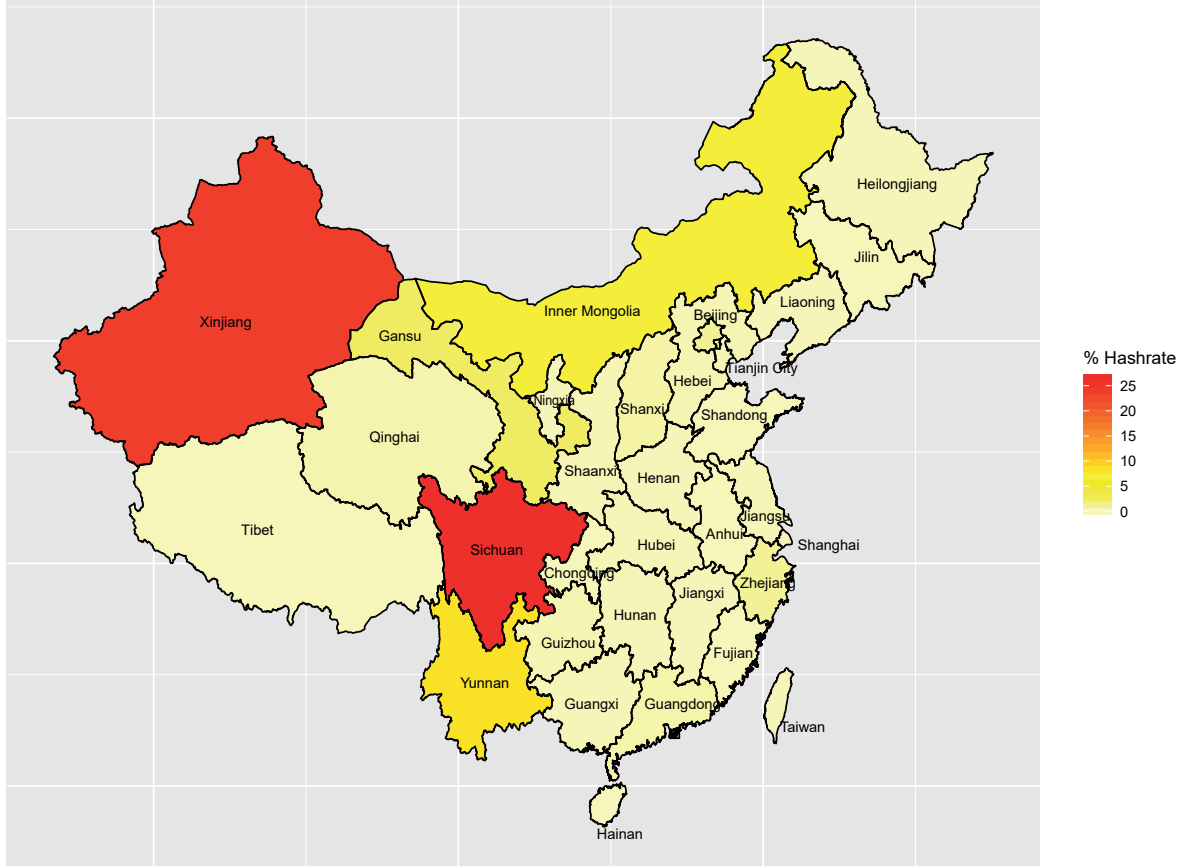 Heilongjiang
Jilin
Inner Mongolia
Liaoning
Xinjiang
Beijing
Gansu
Tianjin City
Hebei
Ningxia
Shanxi
Shandong
Qinghai
Shaanxi
Henan
Jiangsu
Tibet
Anhui
Sichuan
Hubei
Shanghai
Chongqing
Zhejiang
Jiangxi
Hunan
Guizhou
Fujian
Yunnan
Guangxi
Guangdong
Taiwan
Hainan
% Hashrate
25
20
15
10
5
0